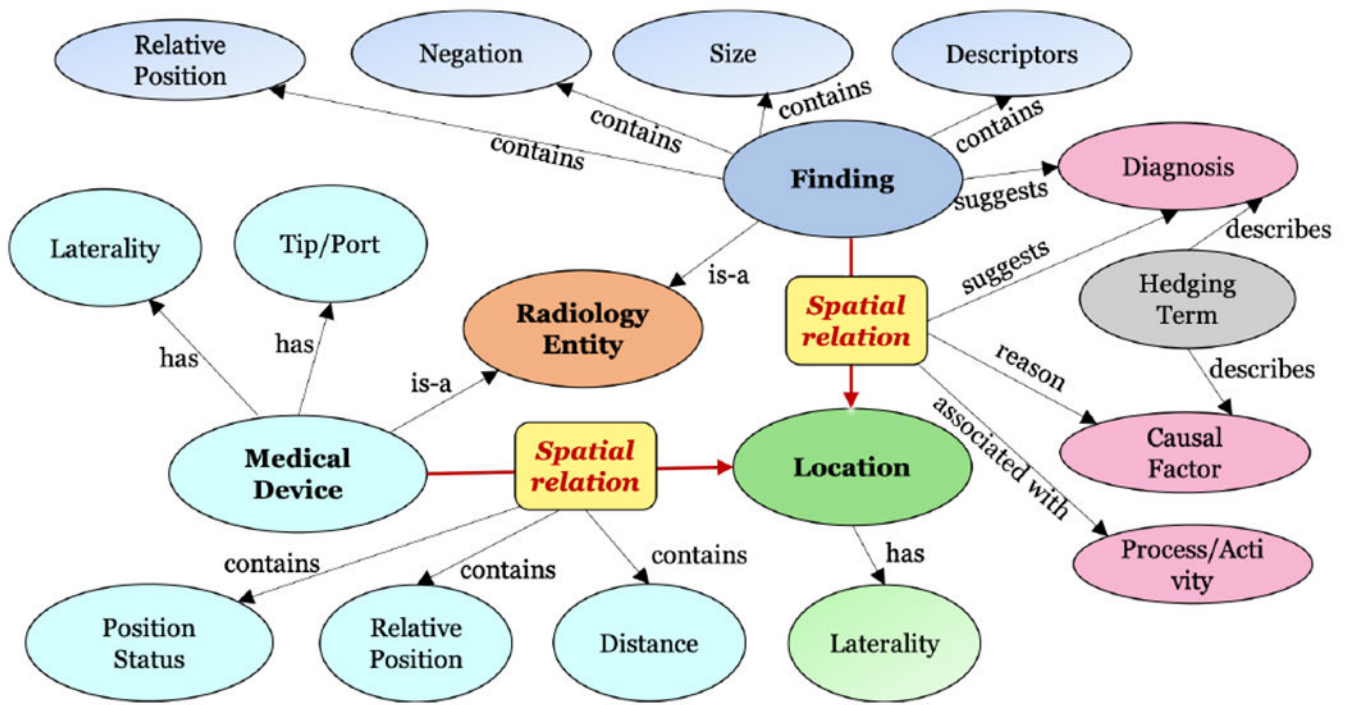 Relative
Position
Negation
Size
Descriptors
contains
contains
contains
contains
Finding
suggests
Diagnosis
Laterality
Tip/Port
is-a
suggests
describes
Hedging
Term
Radiology
Entity
Spatial
relation
has
has
is-a
reason
describes
associated with
Medical
Device
Spatial
relation
Location
Causal
Factor
contains
contains
contains
has
Process/Acti
vity
Position
Status
Relative
Position
Distance
Laterality